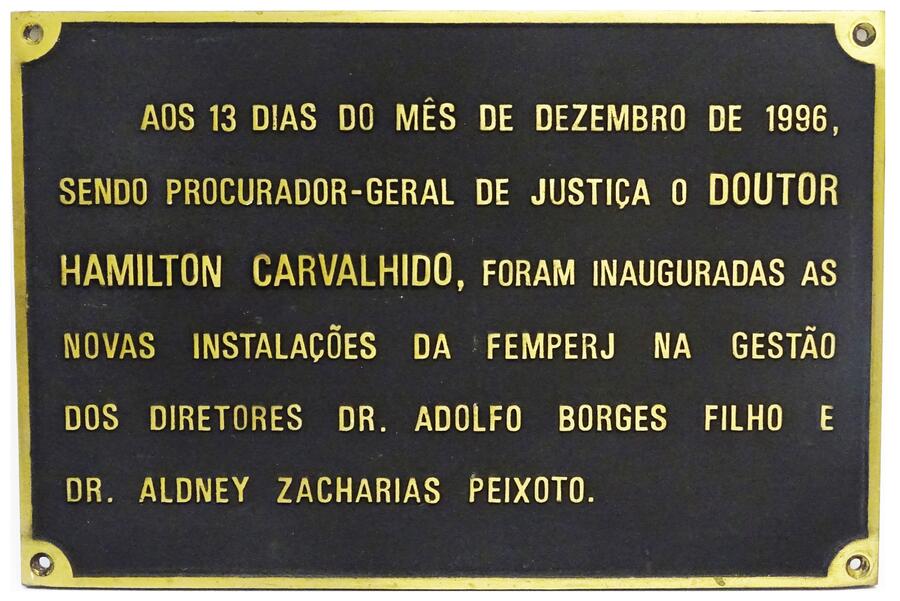 AOS 13 DIAS DO MÊS DE DEZEMBRO DE 1996,
SENDO PROCURADOR-GERAL DE JUSTIÇA O DOUTOR
HAMILTON CARVALHIDO, FORAM INAUGURADAS AS
NOVAS INSTALAÇÕES DA FEMPERJ NA GESTÃO
DOS DIRETORES DR. ADOLFO BORGES FILHO E
DR. ALDNEY ZACHARIAS PEIXOTO.